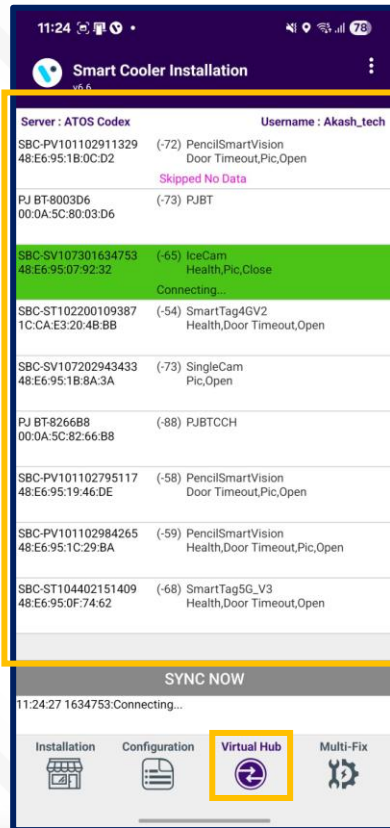 11:24 78
Smart Cooler Installation
v6.6
Server : ATOS Codex Username : Akash_tech
SBC-PV101102911329 (-72) PencilSmartVision
48:E6:95:1B:0C:D2 Door Timeout,Pic,Open
Skipped No Data
PJ BT-8003D6 (-73) PJBT
00:0A:5C:80:03:D6
SBC-SV107301634753 (-65) IceCam
48:E6:95:07:92:32 Health,Pic,Close
Connecting...
SBC-ST102200109387 (-54) SmartTag4GV2
1C:CA:E3:20:4B:BB Health,Door Timeout,Open
SBC-SV107202943433 (-73) SingleCam
48:E6:95:1B:8A:3A Pic,Open
PJ BT-8266B8 (-88) PJBTCCH
00:0A:5C:82:66:B8
SBC-PV101102795117 (-58) PencilSmartVision
48:E6:95:19:46:DE Door Timeout,Pic,Open
SBC-PV101102984265 (-59) PencilSmartVision
48:E6:95:1C:29:BA Health,Door Timeout,Pic,Open
SBC-ST104402151409 (-68) SmartTag5G_V3
48:E6:95:0F:74:62 Health,Door Timeout,Open
SYNC NOW
11:24:27 1634753:Connecting...
Installation Configuration Virtual Hub Multi-Fix